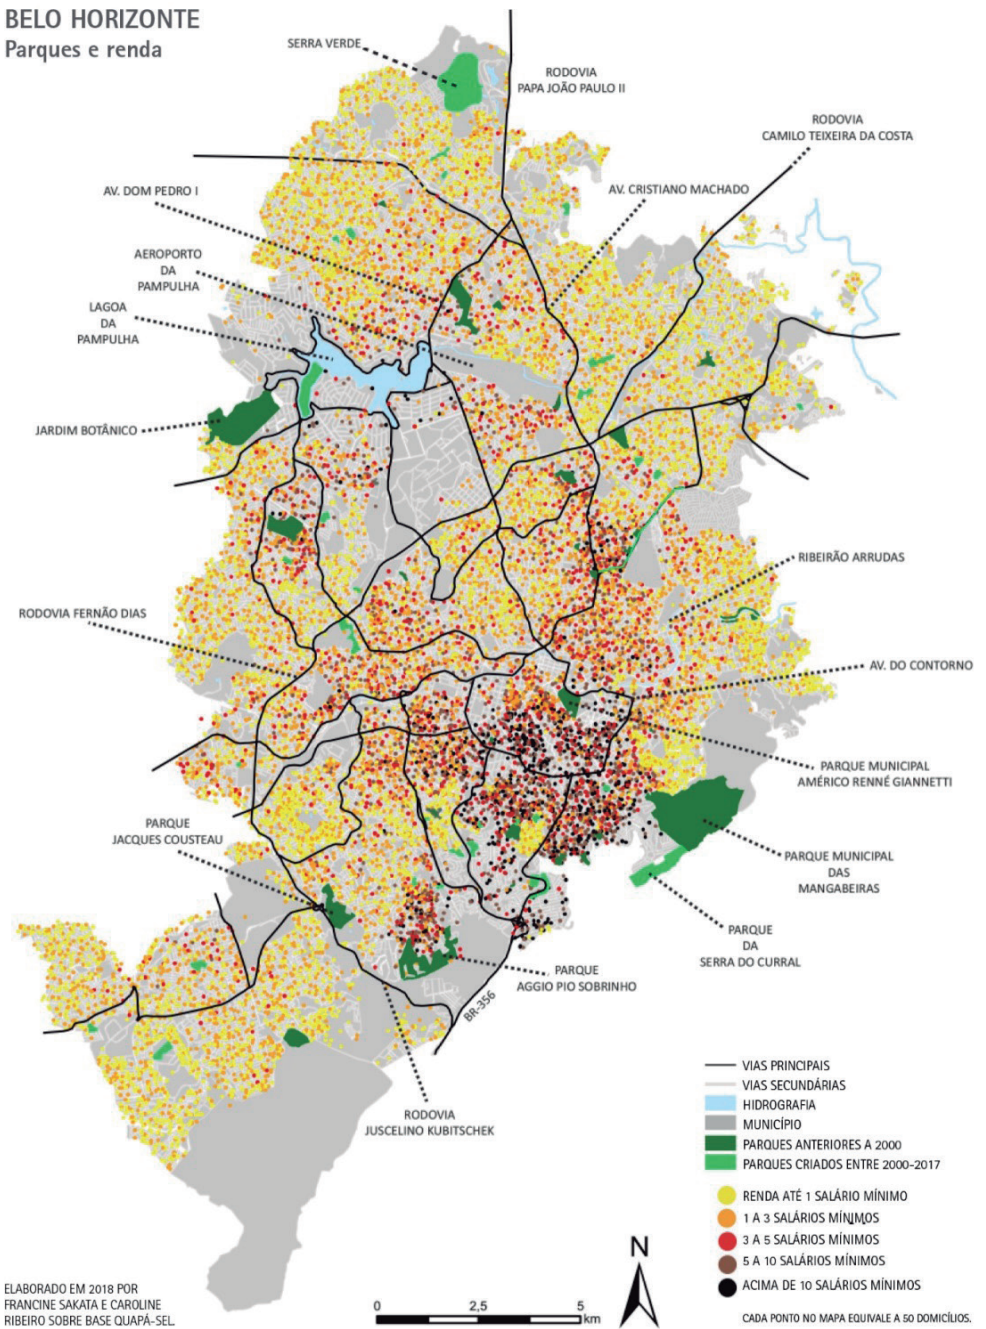 BELO HORIZONTE
Parques e renda
SERRA VERDE
RODOVIA
PAPA JOÃO PAULO II
RODOVIA
CAMILO TEIXEIRA DA COSTA
AV. DOM PEDRO I
AV. CRISTIANO MACHADO
AEROPORTO
DA
PAMPULHA
LAGOA
DA
PAMPULHA
JARDIM BOTÂNICO
RIBEIRÃO ARRUDAS
RODOVIA FERNÃO DIAS
AV. DO CONTORNO
PARQUE MUNICIPAL
AMÉRICO RENNÉ GIANNETTI
PARQUE
JACQUES COUSTEAU
PARQUE MUNICIPAL
DAS
MANGABEIRAS
PARQUE
DA
SERRA DO CURRAL
PARQUE
AGGIO PIO SOBRINHO
BR-356
RODOVIA
JUSCELINO KUBITSCHEK
VIAS PRINCIPAIS
VIAS SECUNDÁRIAS
HIDROGRAFIA
MUNICÍPIO
PARQUES ANTERIORES A 2000
PARQUES CRIADOS ENTRE 2000-2017
RENDA ATÉ 1 SALÁRIO MÍNIMO
1 A 3 SALÁRIOS MÍNIMOS
3 A 5 SALÁRIOS MÍNIMOS
5 A 10 SALÁRIOS MÍNIMOS
ACIMA DE 10 SALÁRIOS MÍNIMOS
CADA PONTO NO MAPA EQUIVALE A 50 DOMICÍLIOS.
N
0 2,5 5
km
ELABORADO EM 2018 POR
FRANCINE SAKATA E CAROLINE
RIBEIRO SOBRE BASE QUAPÁ-SEL.